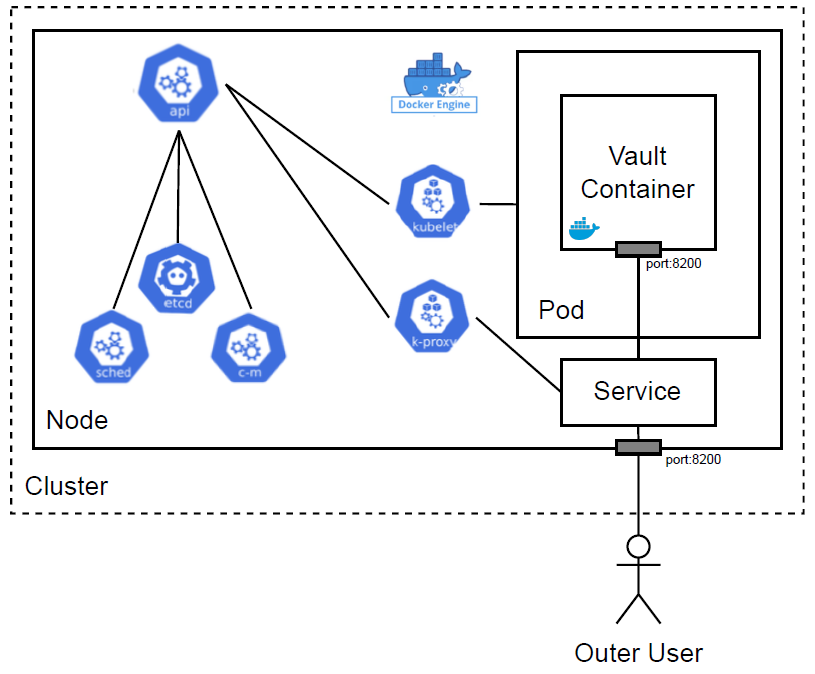 api
Docker Engine
Vault
Container
kubelet
port:8200
etcd
Pod
k-proxy
sched
c-m
Service
Node
port:8200
Cluster
Outer User